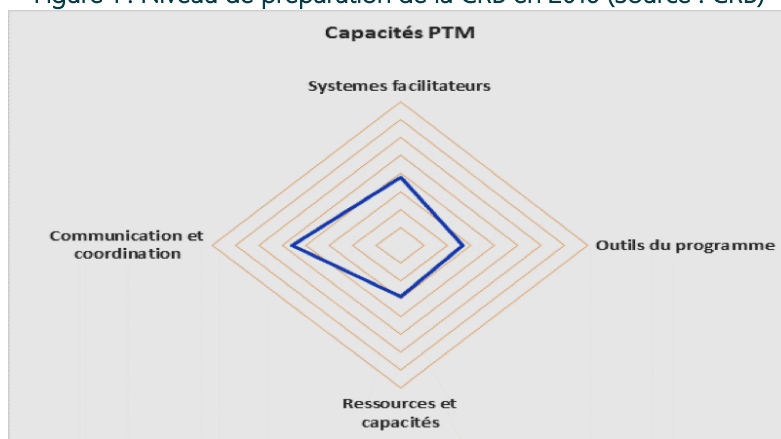 Capacités PTM
Systemes facilitateurs
Communication et
coordination
Outils du programme
Ressources et
capacités